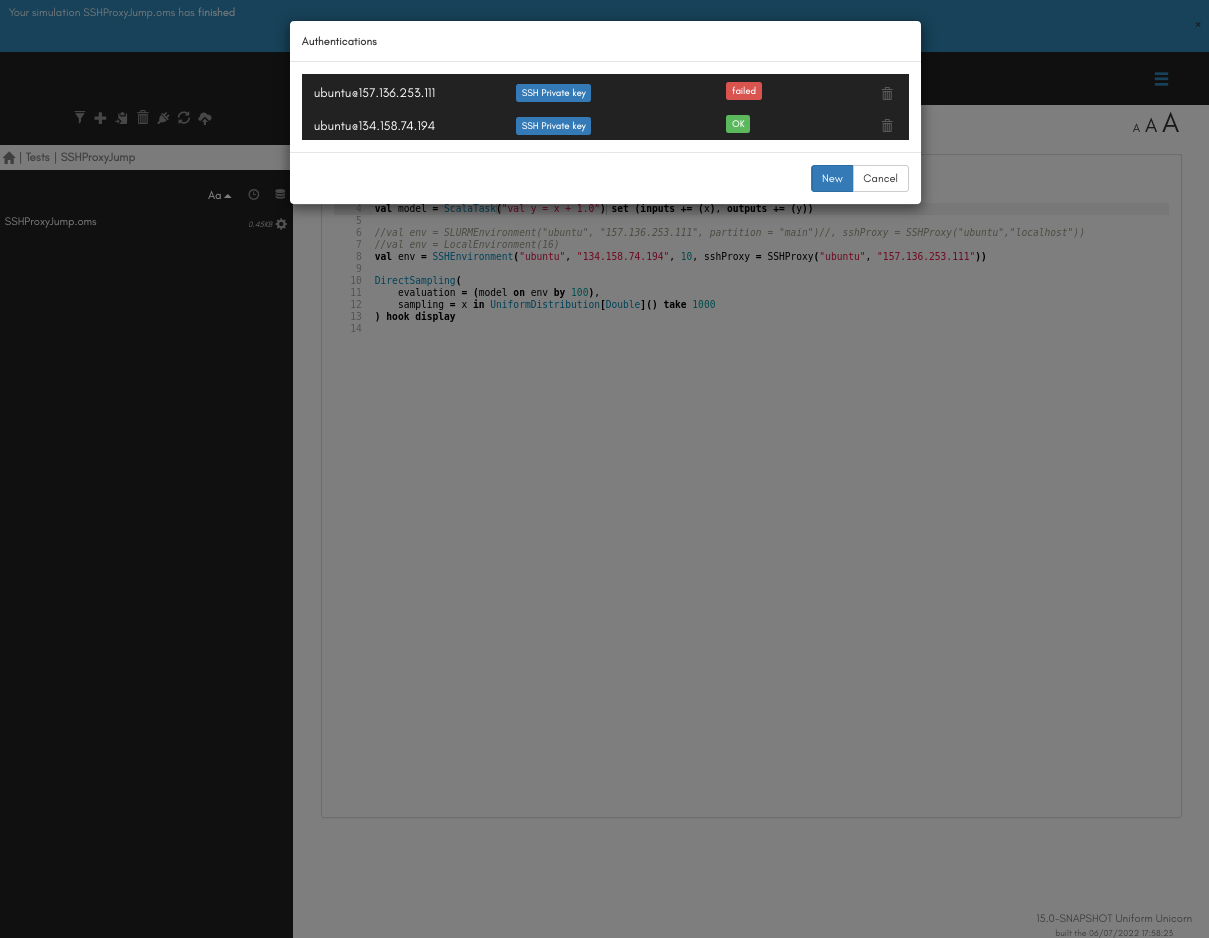 Your simulation SSHProxyJump.oms has finished
×
Authentications
ubuntu@157.136.253.111 SSH Private key failed
ubuntu@134.158.74.194 SSH Private key OK
New Cancel
A A A
| Tests | SSHProxyJump
Aa
SSHProxyJump.oms 0.45KB
4 val model = ScalaTask("val y = x + 1.0") set (inputs += (x), outputs += (y))
5
6 //val env = SLURMEnvironment("ubuntu", "157.136.253.111", partition = "main")//, sshProxy = SSHProxy("ubuntu","localhost"))
7 //val env = LocalEnvironment(16)
8 val env = SSHEnvironment("ubuntu", "134.158.74.194", 10, sshProxy = SSHProxy("ubuntu", "157.136.253.111"))
9
10 DirectSampling(
11 evaluation = (model on env by 100),
12 sampling = x in UniformDistribution[Double]() take 1000
13 ) hook display
14
15.0-SNAPSHOT Uniform Unicorn
built the 06/07/2022 17:58:23